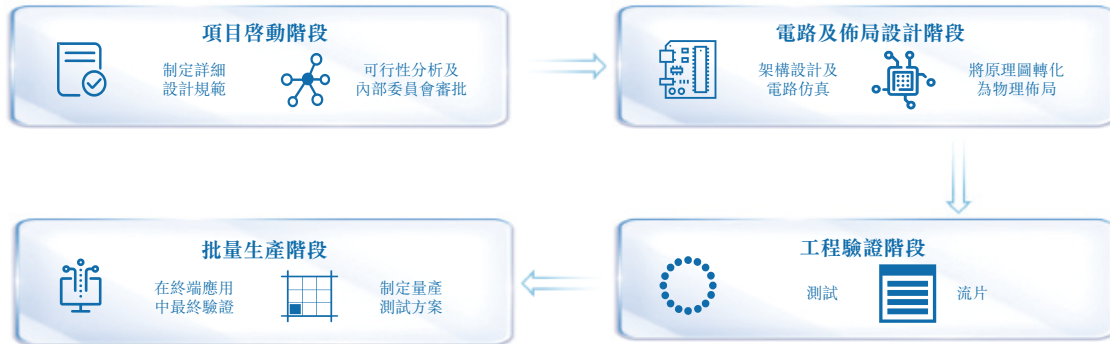 項目啓動階段
制定詳細
設計規範
可行性分析及
內部委員會審批
電路及佈局設計階段
架構設計及
電路仿真
將原理圖轉化
為物理佈局
批量生產階段
在終端應用
中最終驗證
制定量產
測試方案
工程驗證階段
測試
流片